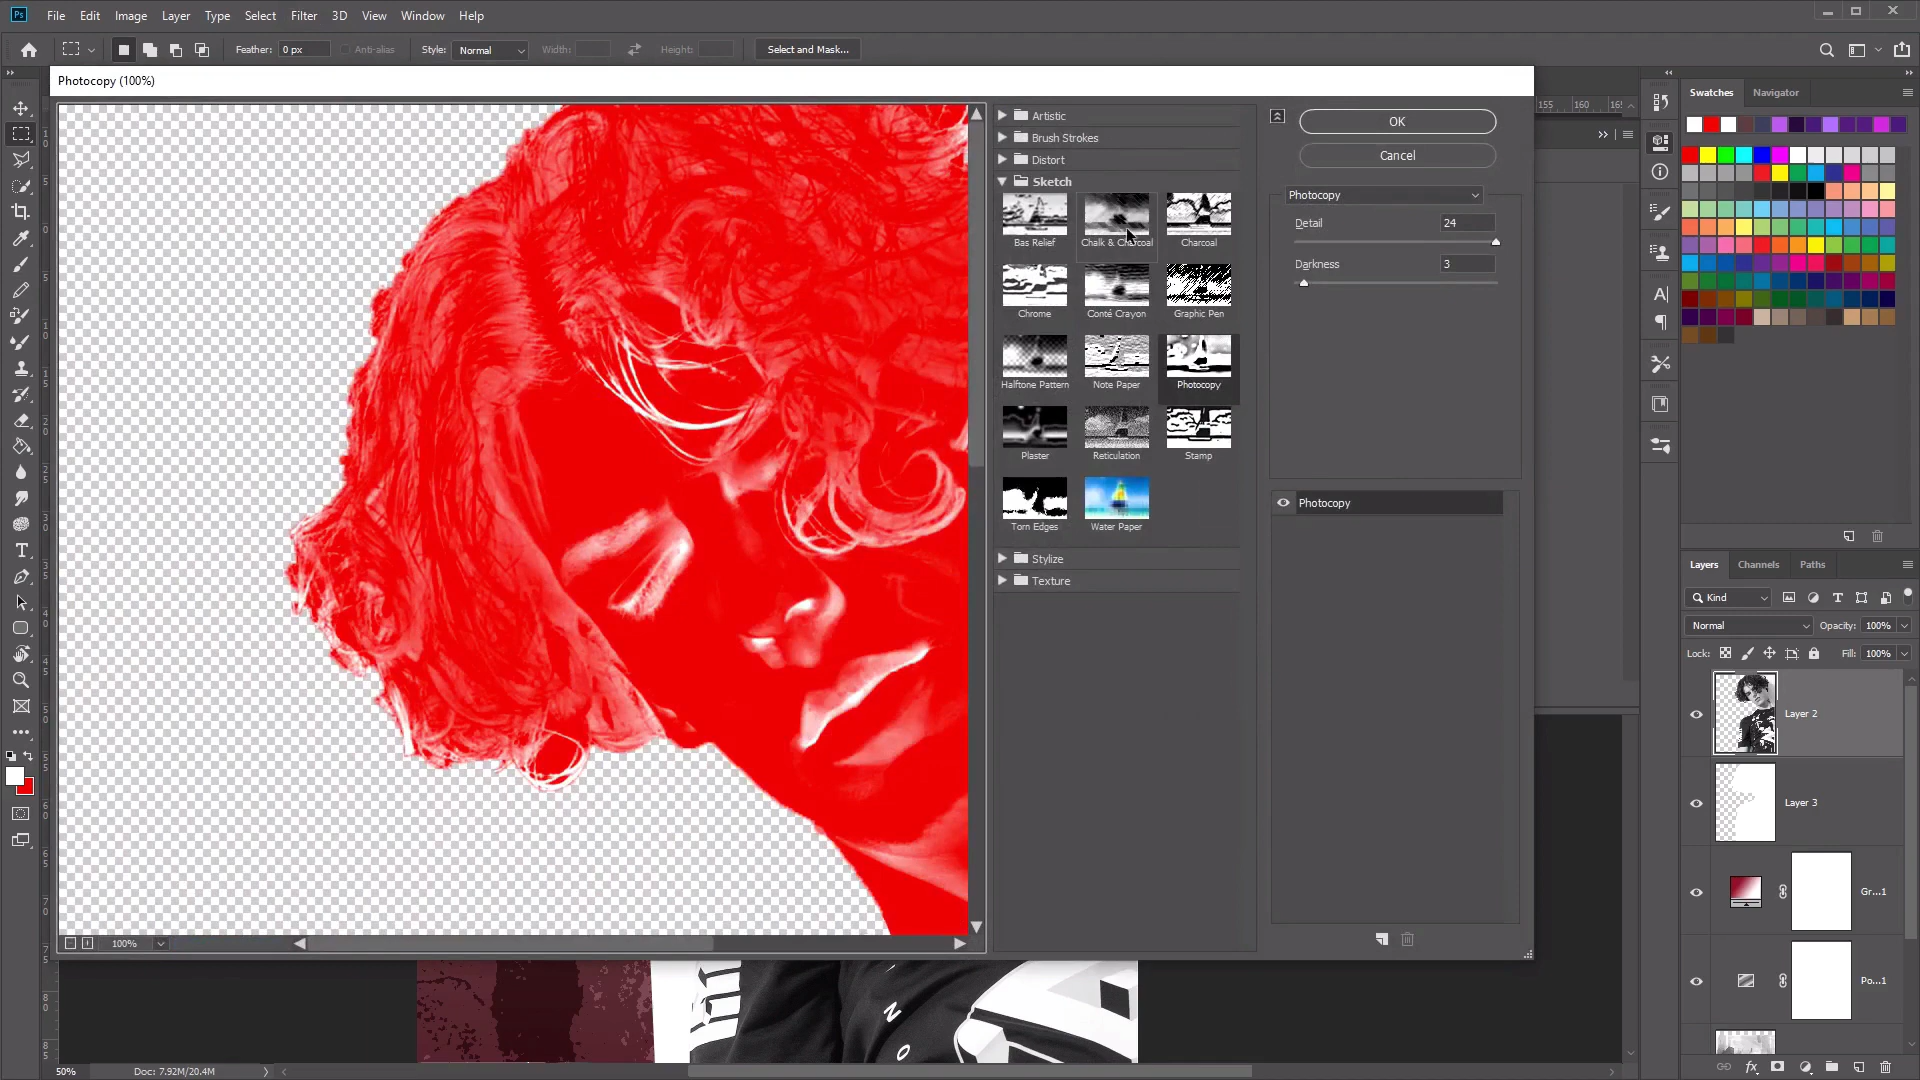 Ps File Edit Image Layer Type Select Filter 3D View Window Help
Feather: 0 px Anti-alias Style: Normal Width: Height: Select and Mask...
Photocopy (100%)
Artistic
Brush Strokes
Distort
Sketch
Bas Relief Chalk & Charcoal Charcoal
Chrome Conté Crayon Graphic Pen
Halftone Pattern Note Paper Photocopy
Plaster Reticulation Stamp
Torn Edges Water Paper
Stylize
Texture
OK
Cancel
Photocopy
Detail 24
Darkness 3
Photocopy
100%
155 160 165
Swatches Navigator
Layers Channels Paths
Kind
Normal Opacity: 100%
Lock: Fill: 100%
Layer 2
Layer 3
Gr...1
Po...1
N
O
50% Doc: 7.92M/20.4M